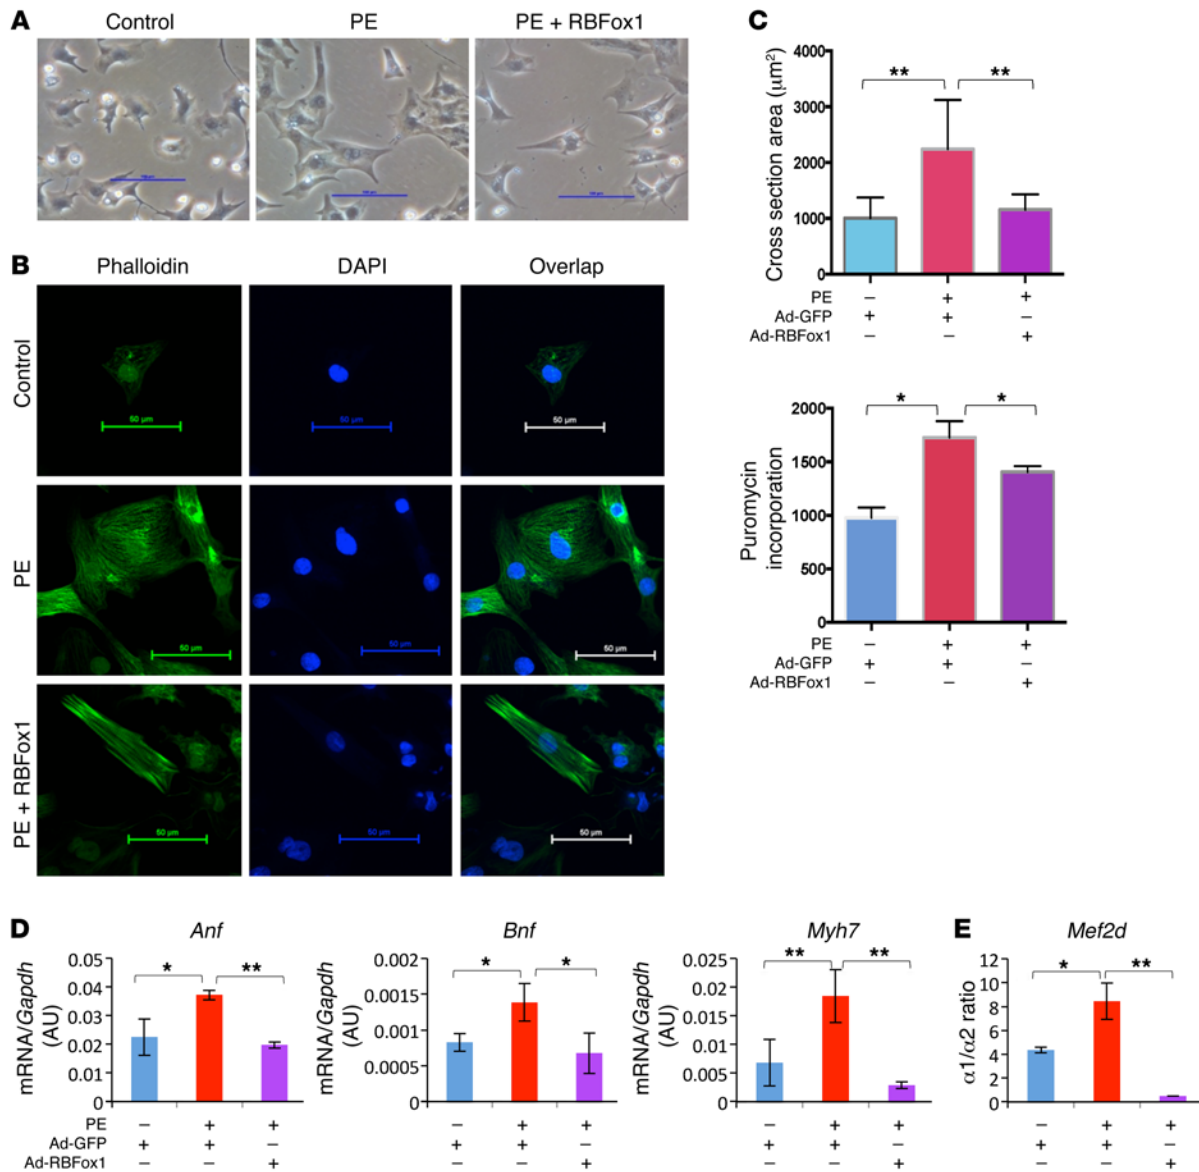 A
Control
PE
PE + RBFox1
B
Phalloidin
DAPI
Overlap
Control
50 µm
50 µm
50 µm
PE
50 µm
50 µm
50 µm
PE + RBFox1
50 µm
50 µm
50 µm
C
Cross section area (µm²)
4000
3000
2000
1000
0
** **
PE – + +
Ad-GFP + + –
Ad-RBFox1 – – +
Puromycin
incorporation
2000
1500
1000
500
0
* *
PE – + +
Ad-GFP + + –
Ad-RBFox1 – – +
D
Anf
mRNA/Gapdh
(AU)
0.05
0.04
0.03
0.02
0.01
0
* **
Bnf
mRNA/Gapdh
(AU)
0.002
0.0015
0.001
0.0005
0
* *
Myh7
mRNA/Gapdh
(AU)
0.025
0.02
0.015
0.01
0.005
0
** **
E
Mef2d
α1/α2 ratio
12
10
8
6
4
2
0
* **
PE – + + – + + – + + – + +
Ad-GFP + + – + + – + + – + + –
Ad-RBFox1 – – + – – + – – + – – +